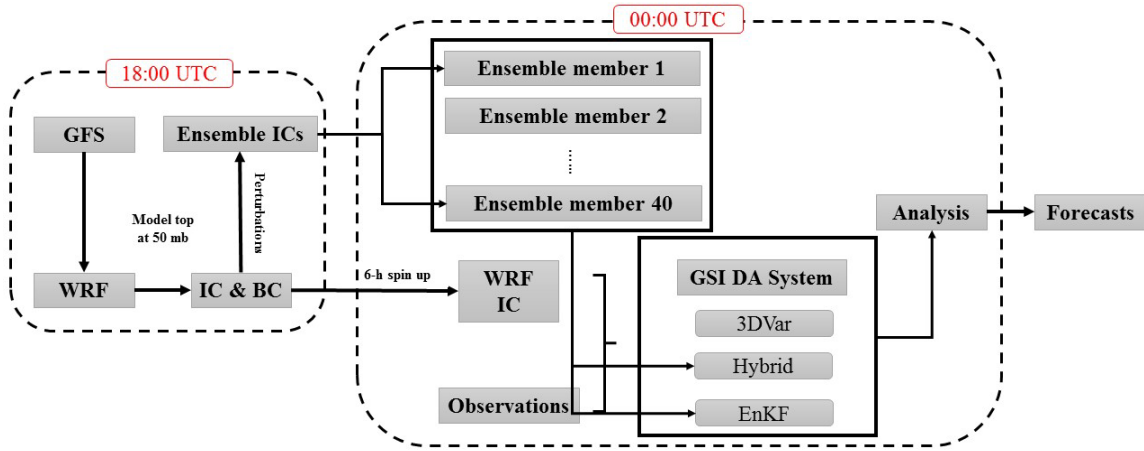 00:00 UTC
18:00 UTC
GFS
Ensemble ICs
Perturbations
Model top
at 50 mb
WRF
IC & BC
6-h spin up
Ensemble member 1
Ensemble member 2
......
Ensemble member 40
WRF
IC
Observations
GSI DA System
3DVar
Hybrid
EnKF
Analysis
Forecasts